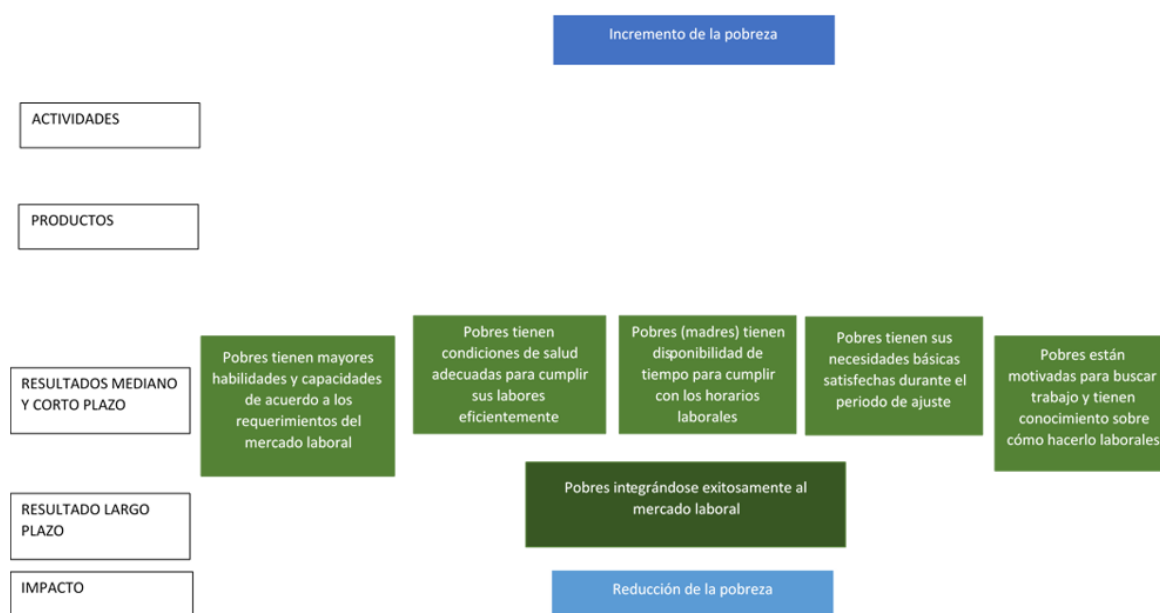 Incremento de la pobreza
ACTIVIDADES
PRODUCTOS
RESULTADOS MEDIANO
Y CORTO PLAZO
Pobres tienen mayores
habilidades y capacidades
de acuerdo a los
requerimientos del
mercado laboral
Pobres tienen
condiciones de salud
adecuadas para cumplir
sus labores
eficientemente
Pobres (madres) tienen
disponibilidad de
tiempo para cumplir
con los horarios
laborales
Pobres tienen sus
necesidades básicas
satisfechas durante el
periodo de ajuste
Pobres están
motivadas para buscar
trabajo y tienen
conocimiento sobre
cómo hacerlo laborales
RESULTADO LARGO
PLAZO
Pobres integrándose exitosamente al
mercado laboral
IMPACTO
Reducción de la pobreza